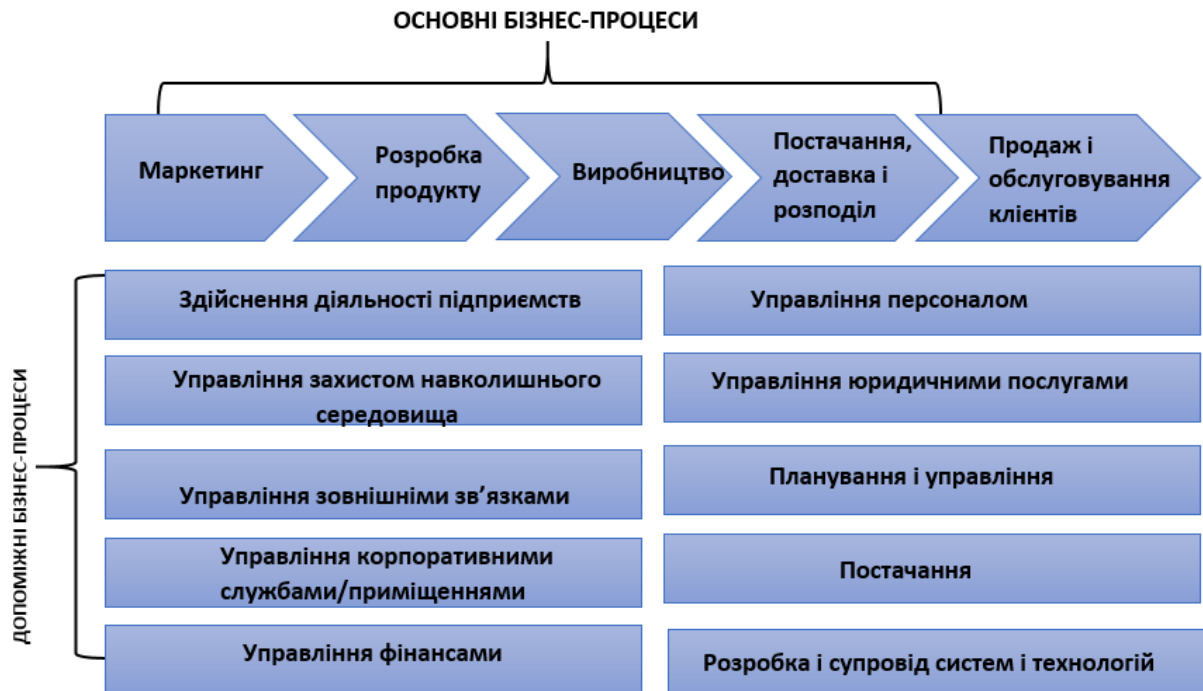 ОСНОВНІ БІЗНЕС-ПРОЦЕСИ
Маркетинг
Розробка
продукту
Виробництво
Постачання,
доставка і
розподіл
Продаж і
обслуговування
клієнтів
ДОПОМІЖНІ БІЗНЕС-ПРОЦЕСИ
Здійснення діяльності підприємств
Управління захистом навколишнього
середовища
Управління зовнішніми зв’язками
Управління корпоративними
службами/приміщеннями
Управління фінансами
Управління персоналом
Управління юридичними послугами
Планування і управління
Постачання
Розробка і супровід систем і технологій